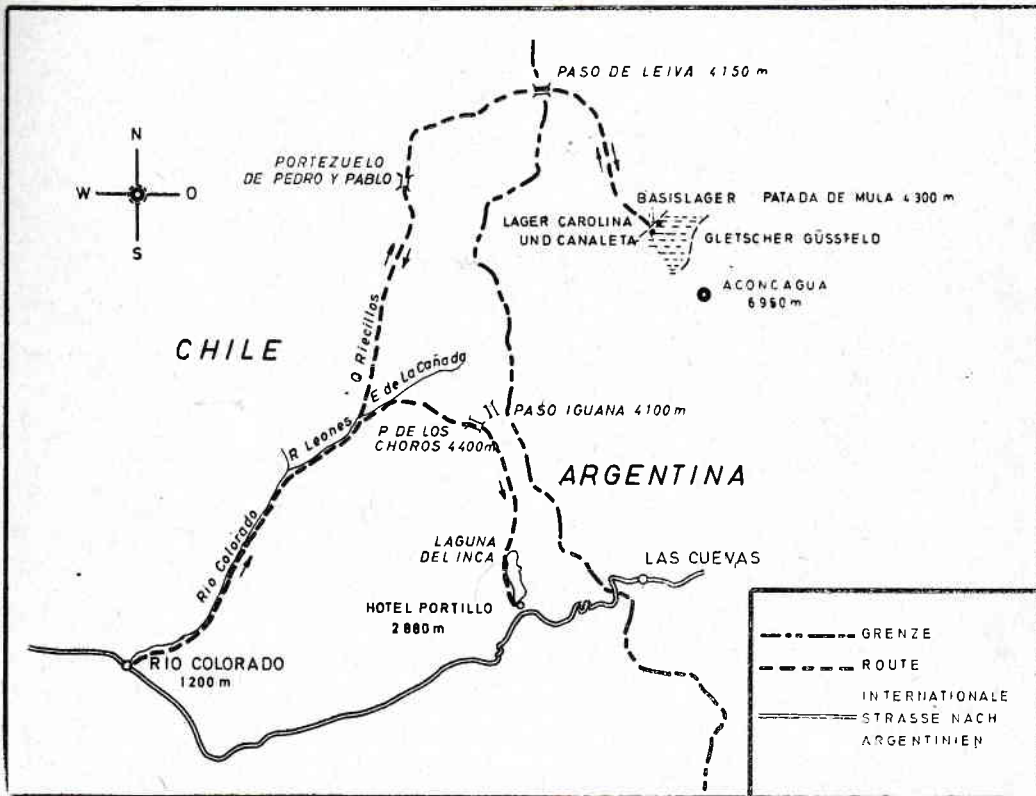 PASO DE LEIVA 4150 m
N
W
O
S
PORTEZUELO
DE PEDRO Y PABLO
BASISLAGER PATADA DE MULA 4300 m
LAGER CAROLINA
UND CANALETA
GLETSCHER GÜSSFELD
ACONCAGUA
6960 m
CHILE
Q Riecillos
E de La Cañada
R Leones
PASO IGUANA 4100 m
P DE LOS
CHOROS 4400m
ARGENTINA
Rio Colorado
LAGUNA
DEL INCA
LAS CUEVAS
HOTEL PORTILLO
2880 m
RIO COLORADO
1200 m
GRENZE
ROUTE
INTERNATIONALE
STRASSE NACH
ARGENTINIEN